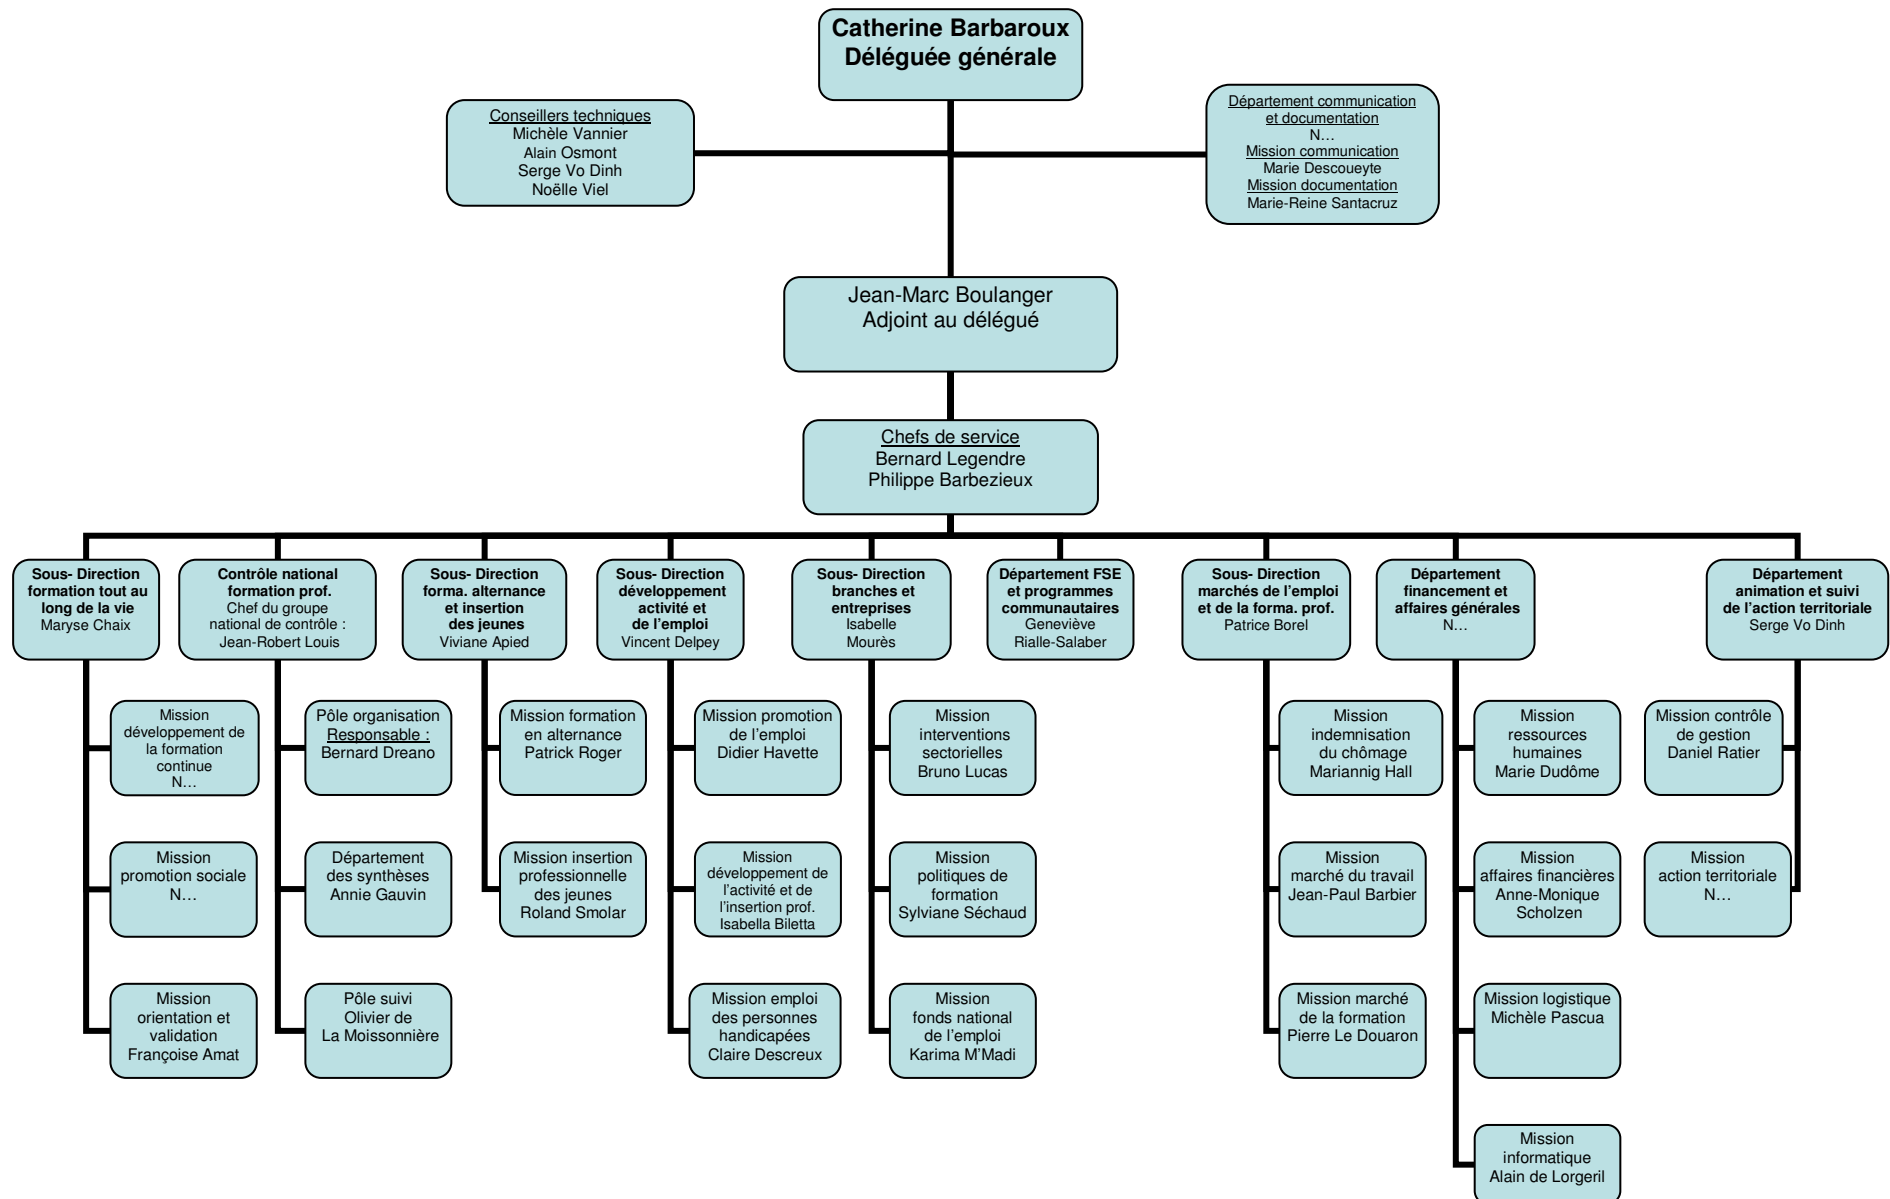 Catherine Barbaroux
Déléguée générale
Conseillers techniques
Michèle Vannier
Alain Osmont
Serge Vo Dinh
Noëlle Viel
Département communication
et documentation
N…
Mission communication
Marie Descoueyte
Mission documentation
Marie-Reine Santacruz
Jean-Marc Boulanger
Adjoint au délégué
Chefs de service
Bernard Legendre
Philippe Barbezieux
Sous- Direction
formation tout au
long de la vie
Maryse Chaix
Contrôle national
formation prof.
Chef du groupe
national de contrôle :
Jean-Robert Louis
Sous- Direction
forma. alternance
et insertion
des jeunes
Viviane Apied
Sous- Direction
développement
activité et
de l’emploi
Vincent Delpey
Sous- Direction
branches et
entreprises
Isabelle
Mourès
Département FSE
et programmes
communautaires
Geneviève
Rialle-Salaber
Sous- Direction
marchés de l’emploi
et de la forma. prof.
Patrice Borel
Département
financement et
affaires générales
N…
Département
animation et suivi
de l’action territoriale
Serge Vo Dinh
Mission
développement de
la formation
continue
N…
Pôle organisation
Responsable :
Bernard Dreano
Mission formation
en alternance
Patrick Roger
Mission promotion
de l’emploi
Didier Havette
Mission
interventions
sectorielles
Bruno Lucas
Mission
indemnisation
du chômage
Mariannig Hall
Mission
ressources
humaines
Marie Dudôme
Mission contrôle
de gestion
Daniel Ratier
Mission
promotion sociale
N…
Département
des synthèses
Annie Gauvin
Mission insertion
professionnelle
des jeunes
Roland Smolar
Mission
développement de
l’activité et de
l’insertion prof.
Isabella Biletta
Mission
politiques de
formation
Sylviane Séchaud
Mission
marché du travail
Jean-Paul Barbier
Mission
affaires financières
Anne-Monique
Scholzen
Mission
action territoriale
N…
Mission
orientation et
validation
Françoise Amat
Pôle suivi
Olivier de
La Moissonnière
Mission emploi
des personnes
handicapées
Claire Descreux
Mission
fonds national
de l’emploi
Karima M’Madi
Mission marché
de la formation
Pierre Le Douaron
Mission logistique
Michèle Pascua
Mission
informatique
Alain de Lorgeril